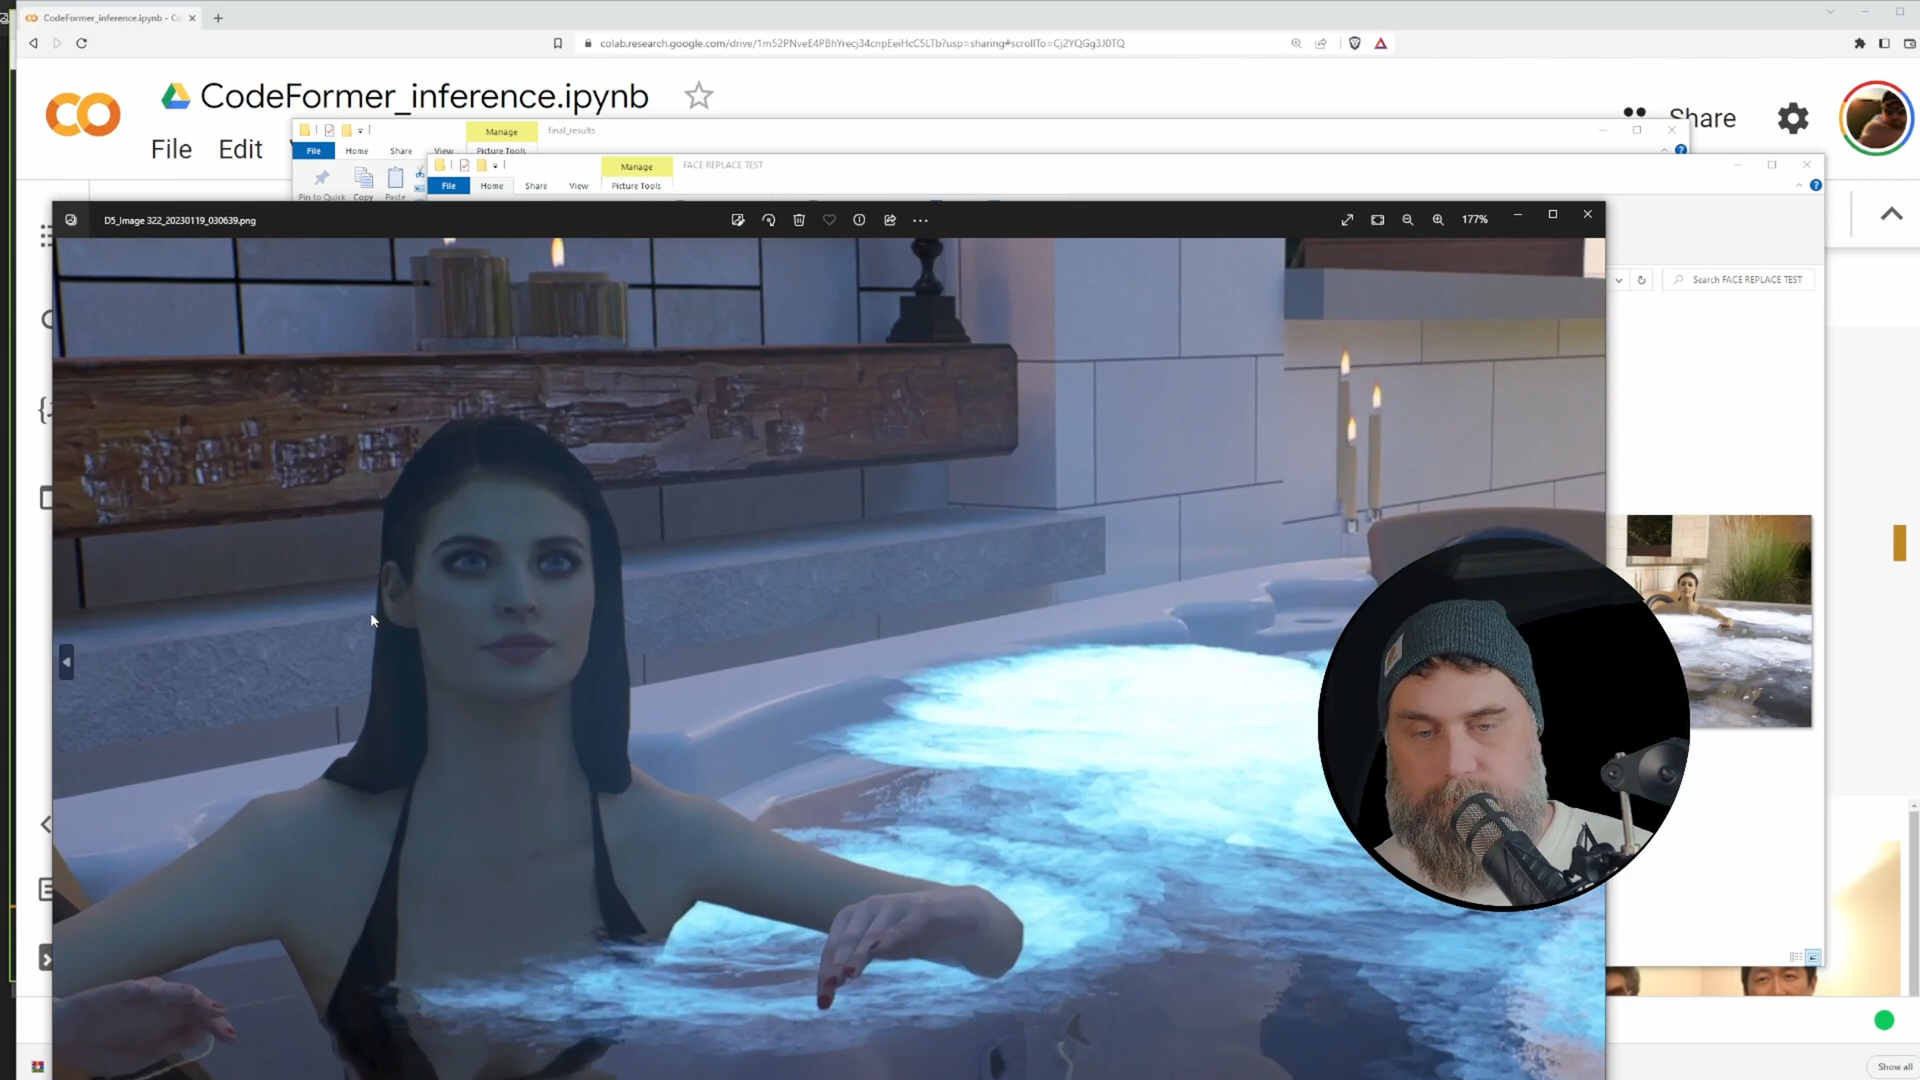 CodeFormer_inference.ipynb - Co
colab.research.google.com/drive/1m52PNveE4PBhYrecj34cnpEeiHcC5LTb?usp=sharing#scrollTo=Cj2YQGg3J0TQ
CodeFormer_inference.ipynb
Share
File Edit
Manage final_results
File Home Share View Picture Tools
Manage FACE REPLACE TEST
File Home Share View Picture Tools
Pin to Quick Copy Paste
D5_Image 322_20230119_030639.png
177%
Search FACE REPLACE TEST
Show all